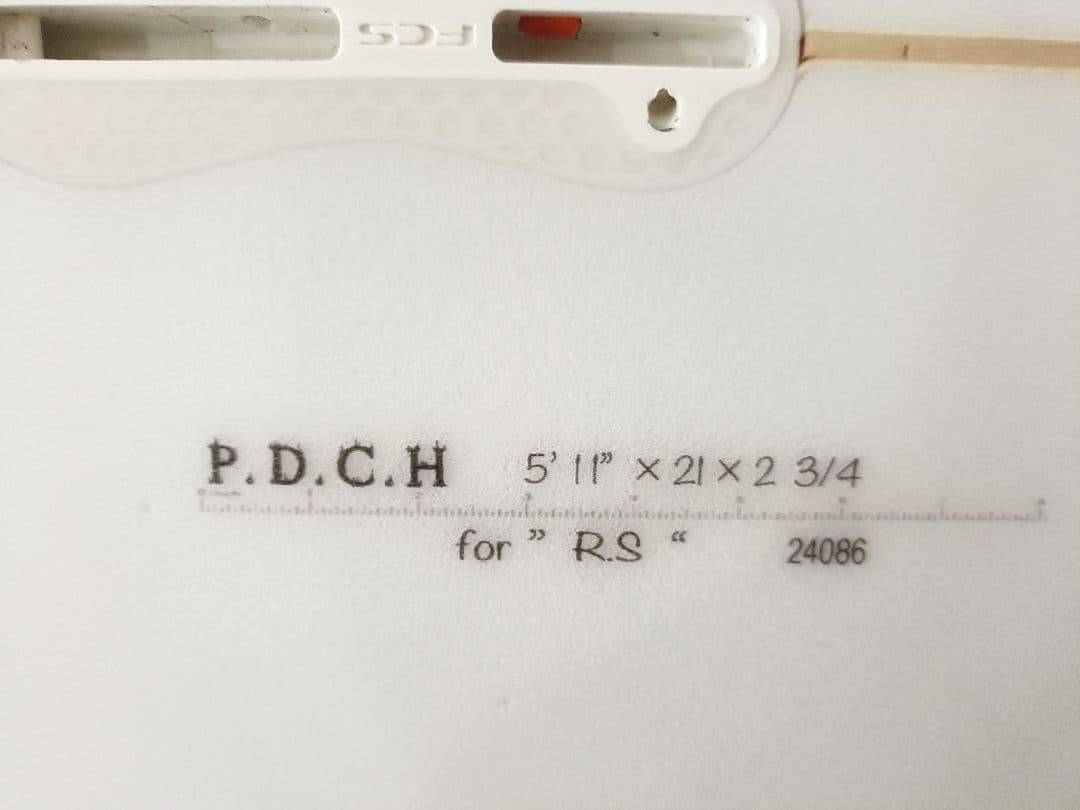 FCS
P.D.C.H 5' 11” × 21 × 2 3/4
for ” R.S “ 24086